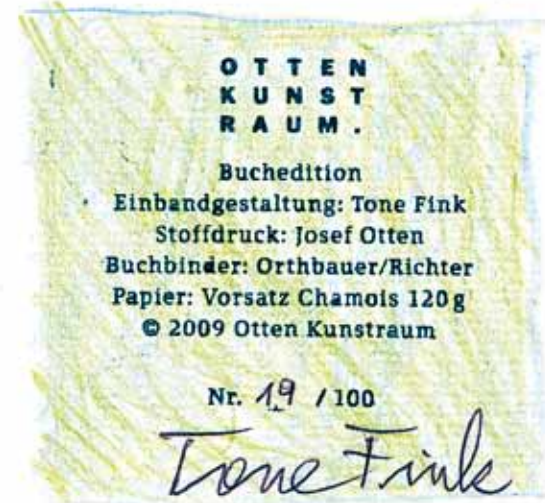 OTTEN
KUNST
RAUM.
Buchedition
Einbandgestaltung: Tone Fink
Stoffdruck: Josef Otten
Buchbinder: Orthbauer/Richter
Papier: Vorsatz Chamois 120 g
© 2009 Otten Kunstraum
Nr. 19 / 100
Tone Fink